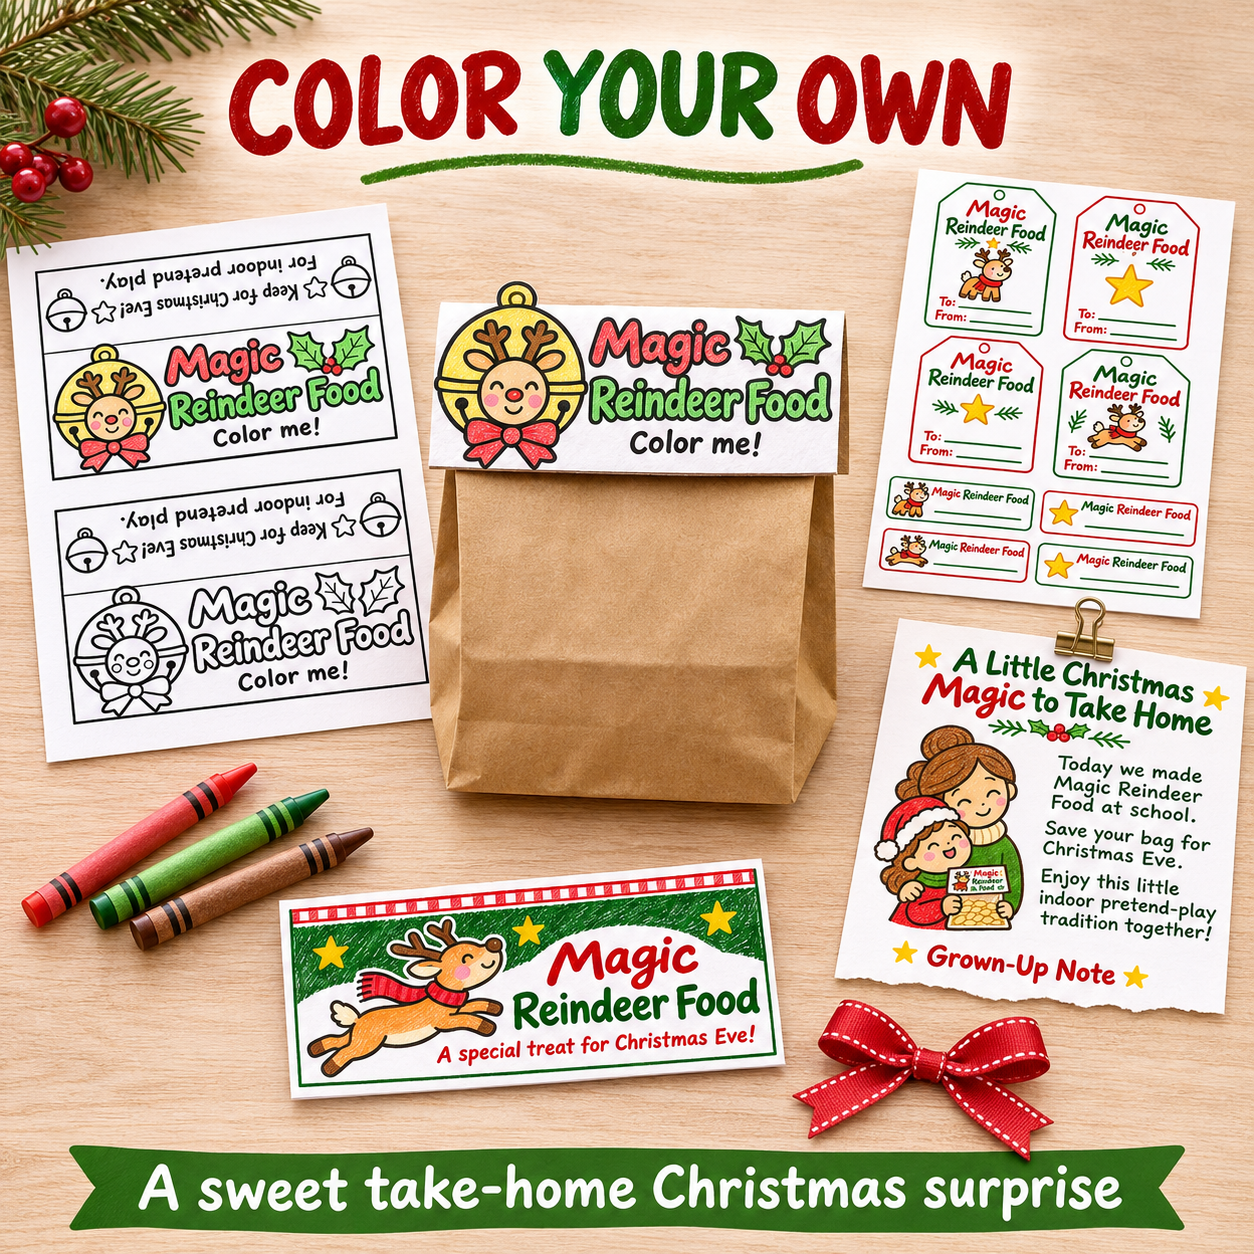 COLOR YOUR OWN
For indoor pretend play.
Keep for Christmas Eve!
Magic
Reindeer Food
Color me!
For indoor pretend play.
Keep for Christmas Eve!
Magic
Reindeer Food
Color me!
Magic
Reindeer Food
Color me!
Magic
Reindeer Food
To:
From:
Magic
Reindeer Food
To:
From:
Magic
Reindeer Food
To:
From:
Magic
Reindeer Food
To:
From:
Magic Reindeer Food
Magic Reindeer Food
Magic Reindeer Food
Magic Reindeer Food
A Little Christmas
Magic to Take Home
Today we made
Magic Reindeer
Food at school.
Save your bag for
Christmas Eve.
Enjoy this little
indoor pretend-play
tradition together!
Magic
Reindeer
Food
Grown-Up Note
Magic
Reindeer Food
A special treat for Christmas Eve!
A sweet take-home Christmas surprise